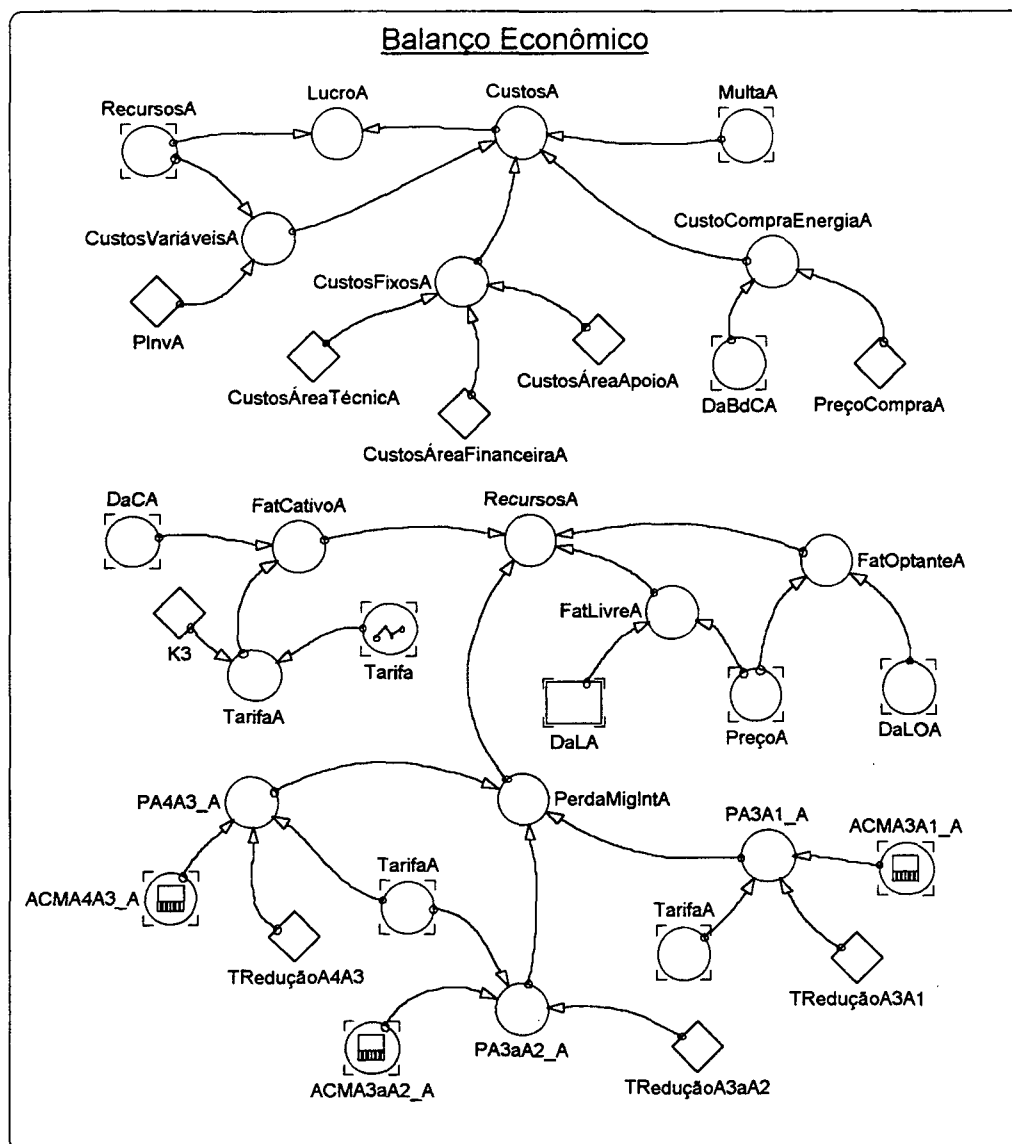 Balanço Econômico
RecursosA
LucroA
CustosA
MultaA
CustosVariáveisA
CustoCompraEnergiaA
CustosFixosA
PInvA
CustosÁreaTécnicA
CustosÁreaApoioA
DaBdCA
PreçoCompraA
CustosÁreaFinanceiraA
DaCA
FatCativoA
RecursosA
FatOptanteA
FatLivreA
K3
Tarifa
TarifaA
DaLA
PreçoA
DaLOA
PA4A3_A
PerdaMigIntA
PA3A1_A
ACMA3A1_A
TarifaA
ACMA4A3_A
TarifaA
TReduçãoA4A3
TReduçãoA3A1
PA3aA2_A
ACMA3aA2_A
TReduçãoA3aA2